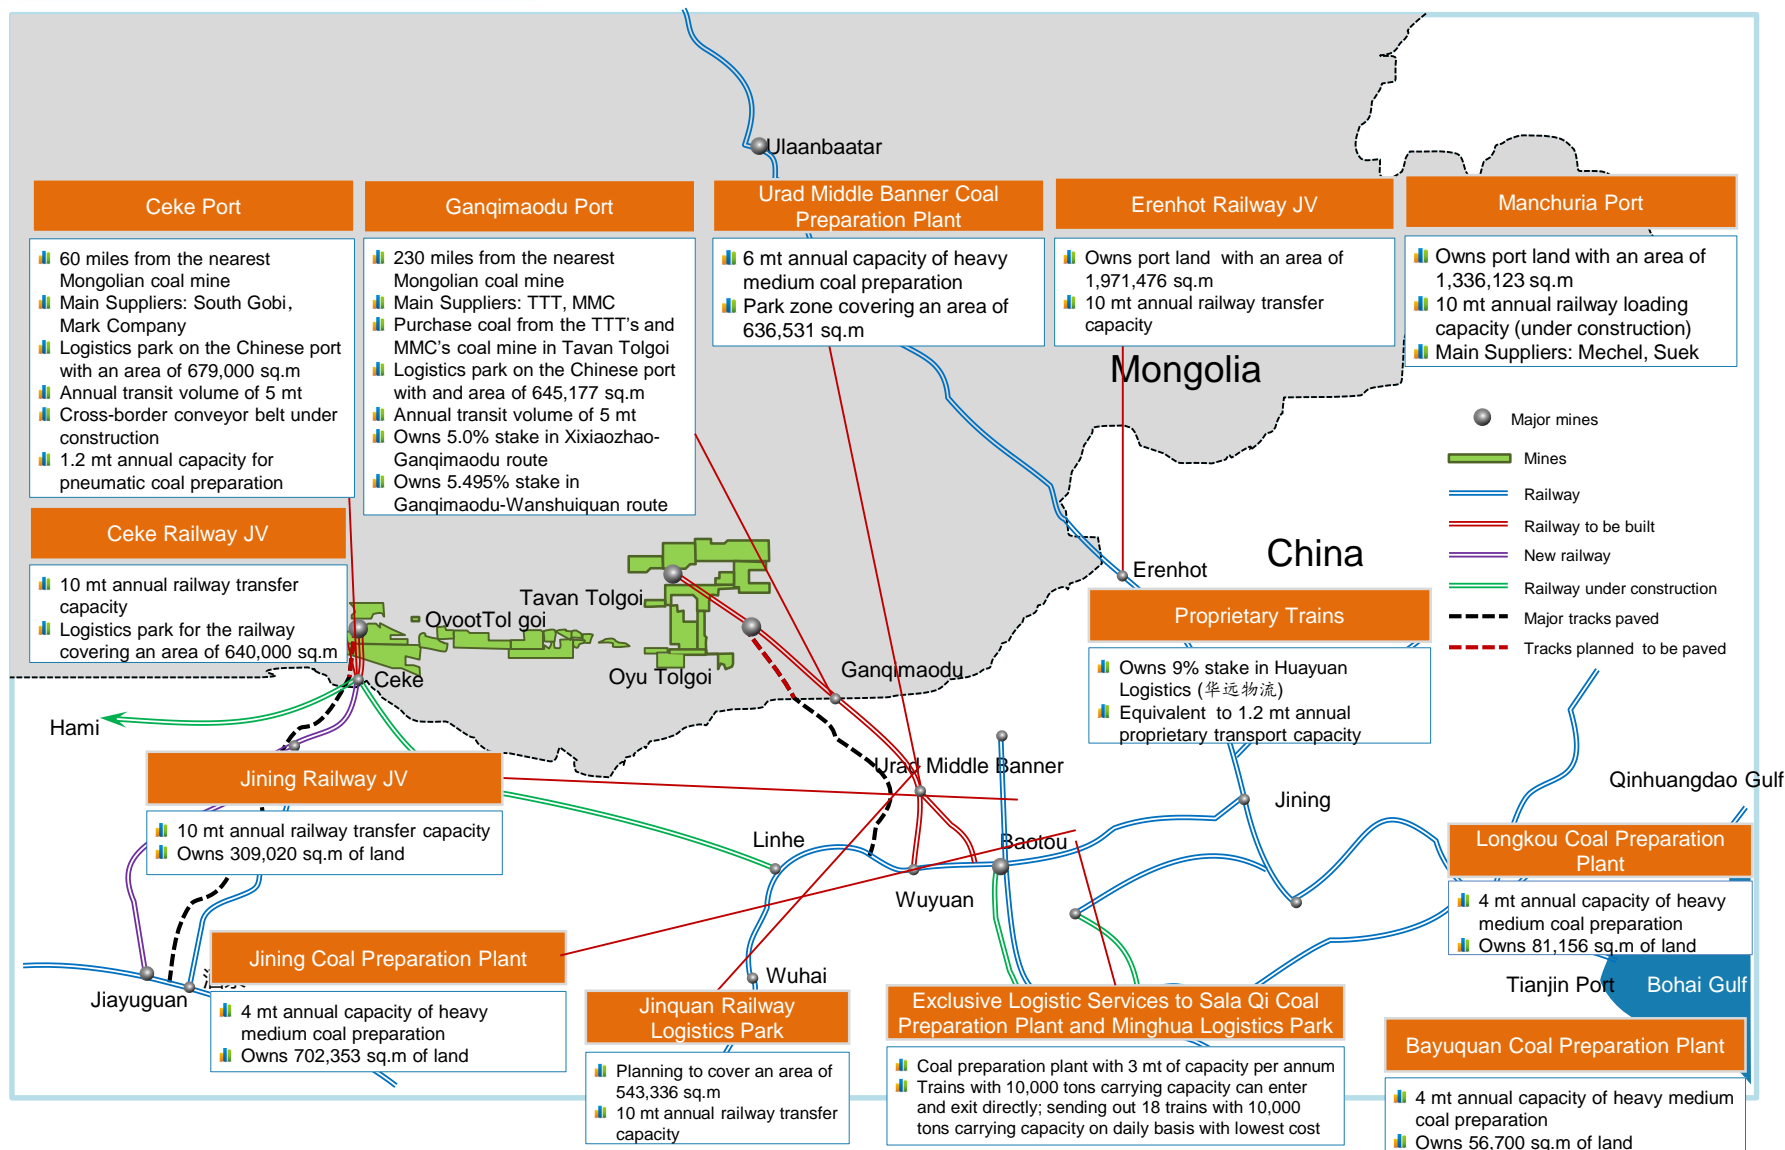 Ulaanbaatar
Ceke Port
60 miles from the nearest
Mongolian coal mine
Main Suppliers: South Gobi,
Mark Company
Logistics park on the Chinese port
with an area of 679,000 sq.m
Annual transit volume of 5 mt
Cross-border conveyor belt under
construction
1.2 mt annual capacity for
pneumatic coal preparation
Ganqimaodu Port
230 miles from the nearest
Mongolian coal mine
Main Suppliers: TTT, MMC
Purchase coal from the TTT's and
MMC's coal mine in Tavan Tolgoi
Logistics park on the Chinese port
with and area of 645,177 sq.m
Annual transit volume of 5 mt
Owns 5.0% stake in Xixiaozhao-
Ganqimaodu route
Owns 5.495% stake in
Ganqimaodu-Wanshuiquan route
Urad Middle Banner Coal
Preparation Plant
6 mt annual capacity of heavy
medium coal preparation
Park zone covering an area of
636,531 sq.m
Erenhot Railway JV
Owns port land with an area of
1,971,476 sq.m
10 mt annual railway transfer
capacity
Manchuria Port
Owns port land with an area of
1,336,123 sq.m
10 mt annual railway loading
capacity (under construction)
Main Suppliers: Mechel, Suek
Mongolia
Major mines
Mines
Railway
Railway to be built
New railway
Railway under construction
Major tracks paved
Tracks planned to be paved
Ceke Railway JV
10 mt annual railway transfer
capacity
Logistics park for the railway
covering an area of 640,000 sq.m
China
Erenhot
Tavan Tolgoi
OvootTol goi
Oyu Tolgoi
Ganqimaodu
Ceke
Hami
Proprietary Trains
Owns 9% stake in Huayuan
Logistics (华远物流)
Equivalent to 1.2 mt annual
proprietary transport capacity
Jining Railway JV
10 mt annual railway transfer capacity
Owns 309,020 sq.m of land
Urad Middle Banner
Qinhuangdao Gulf
Jining
Linhe
Baotou
Wuyuan
Longkou Coal Preparation
Plant
4 mt annual capacity of heavy
medium coal preparation
Owns 81,156 sq.m of land
Jining Coal Preparation Plant
4 mt annual capacity of heavy
medium coal preparation
Owns 702,353 sq.m of land
Jiayuguan
Wuhai
Tianjin Port
Bohai Gulf
Jinquan Railway
Logistics Park
Planning to cover an area of
543,336 sq.m
10 mt annual railway transfer
capacity
Exclusive Logistic Services to Sala Qi Coal
Preparation Plant and Minghua Logistics Park
Coal preparation plant with 3 mt of capacity per annum
Trains with 10,000 tons carrying capacity can enter
and exit directly; sending out 18 trains with 10,000
tons carrying capacity on daily basis with lowest cost
Bayuquan Coal Preparation Plant
4 mt annual capacity of heavy medium
coal preparation
Owns 56,700 sq.m of land